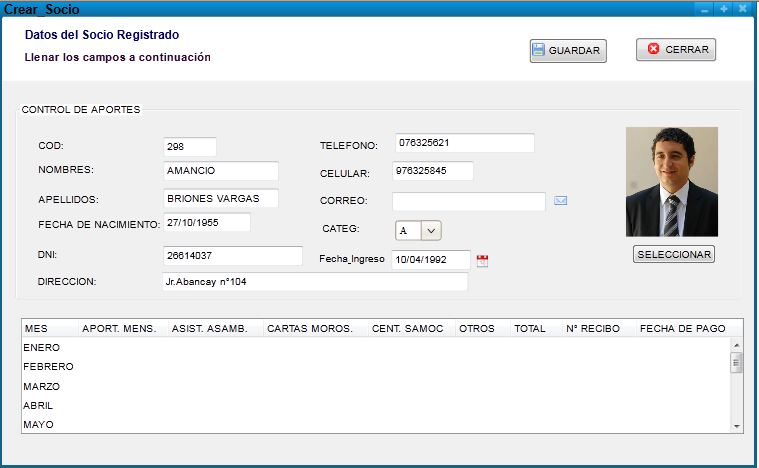 Crear_Socio
Datos del Socio Registrado
Llenar los campos a continuación
GUARDAR
CERRAR
CONTROL DE APORTES
COD: 298 TELEFONO: 076325621
NOMBRES: AMANCIO CELULAR: 976325845
APELLIDOS: BRIONES VARGAS CORREO:
FECHA DE NACIMIENTO: 27/10/1955 CATEG: A
DNI: 26614037 Fecha_Ingreso 10/04/1992 SELECCIONAR
DIRECCION: Jr.Abancay n°104
MES APORT. MENS. ASIST. ASAMB. CARTAS MOROS. CENT. SAMOC OTROS TOTAL N° RECIBO FECHA DE PAGO
ENERO
FEBRERO
MARZO
ABRIL
MAYO